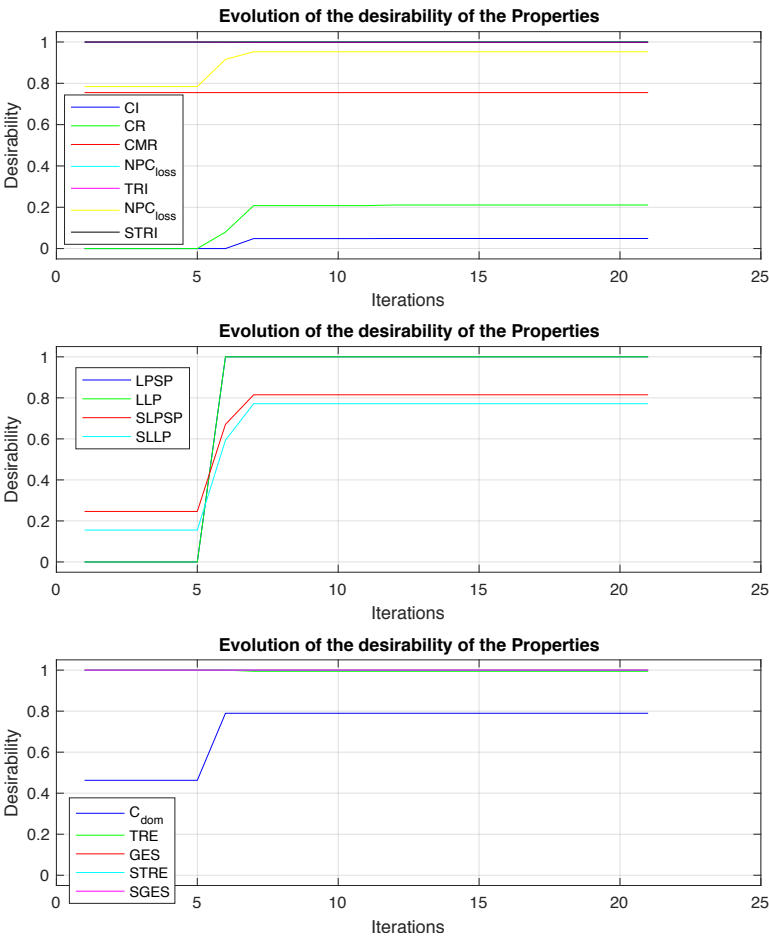 Evolution of the desirability of the Properties
1
0.8
0.6
0.4
0.2
0
Desirability
CI
CR
CMR
NPC_loss
TRI
NPC_loss
STRI
0 5 10 15 20 25
Iterations
Evolution of the desirability of the Properties
1
0.8
0.6
0.4
0.2
0
Desirability
LPSP
LLP
SLPSP
SLLP
0 5 10 15 20 25
Iterations
Evolution of the desirability of the Properties
1
0.8
0.6
0.4
0.2
0
Desirability
C_dom
TRE
GES
STRE
SGES
0 5 10 15 20 25
Iterations